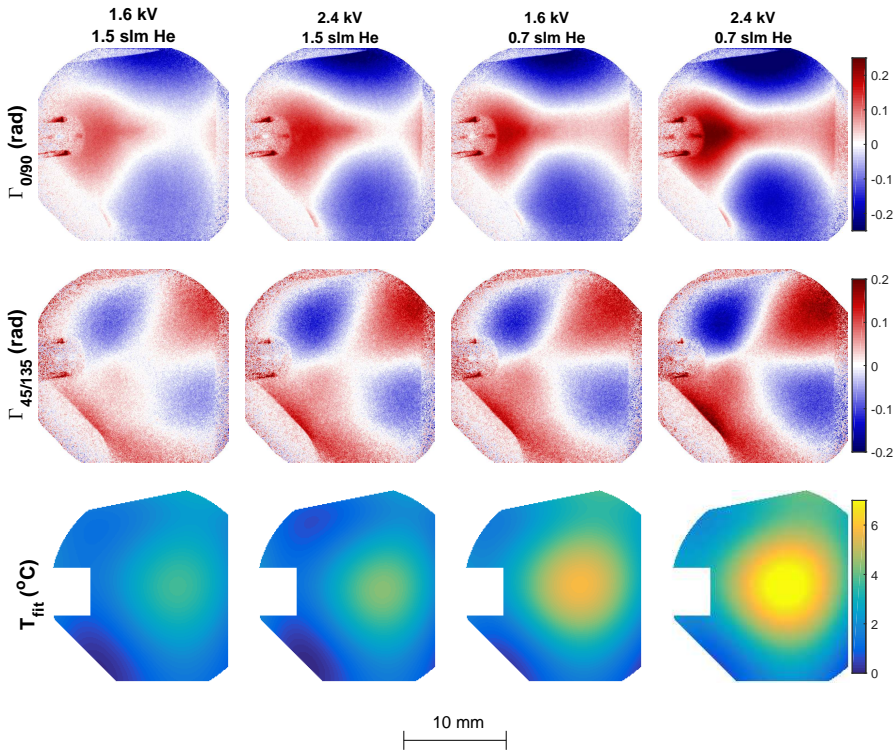 1.6 kV 2.4 kV 1.6 kV 2.4 kV
1.5 slm He 1.5 slm He 0.7 slm He 0.7 slm He
Γ0/90 (rad)
0.2
0.1
0
-0.1
-0.2
Γ45/135 (rad)
0.2
0.1
0
-0.1
-0.2
Tfit (°C)
6
4
2
0
10 mm